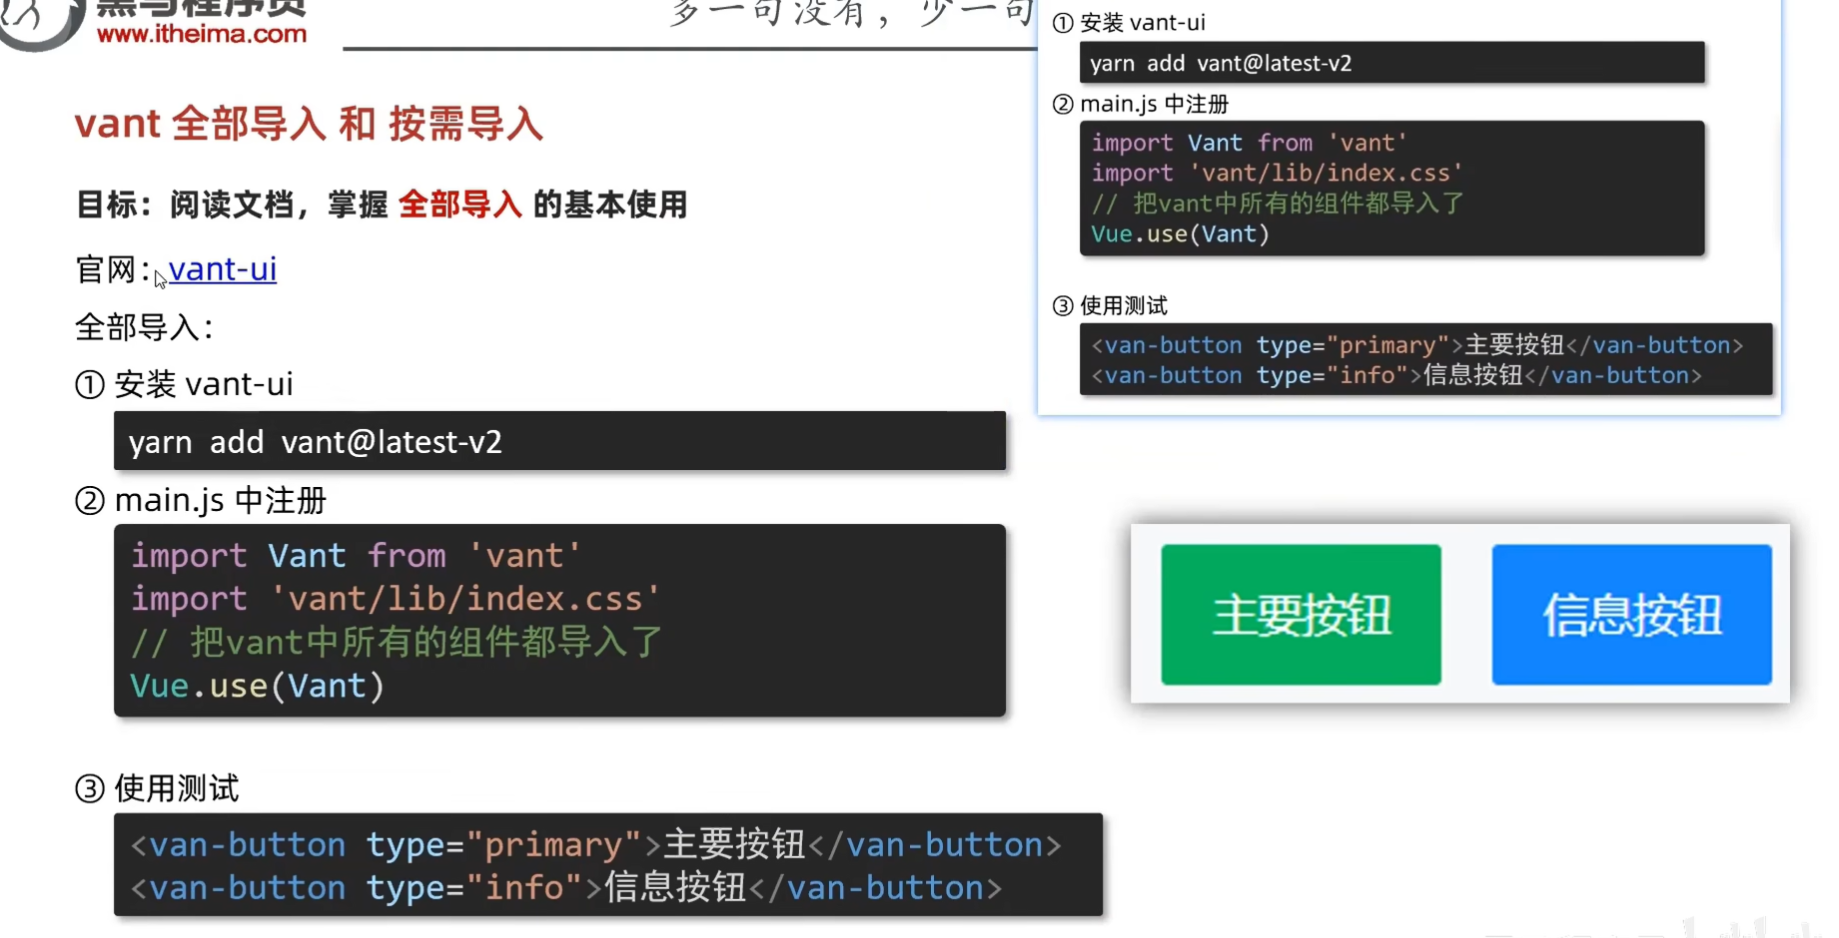 黑马程序员
www.itheima.com
多一句没有，少一句
vant 全部导入 和 按需导入
目标：阅读文档，掌握 全部导入 的基本使用
官网：vant-ui
全部导入：
① 安装 vant-ui
yarn add vant@latest-v2
② main.js 中注册
import Vant from 'vant'
import 'vant/lib/index.css'
// 把vant中所有的组件都导入了
Vue.use(Vant)
③ 使用测试
<van-button type="primary">主要按钮</van-button>
<van-button type="info">信息按钮</van-button>
① 安装 vant-ui
yarn add vant@latest-v2
② main.js 中注册
import Vant from 'vant'
import 'vant/lib/index.css'
// 把vant中所有的组件都导入了
Vue.use(Vant)
③ 使用测试
<van-button type="primary">主要按钮</van-button>
<van-button type="info">信息按钮</van-button>
主要按钮
信息按钮